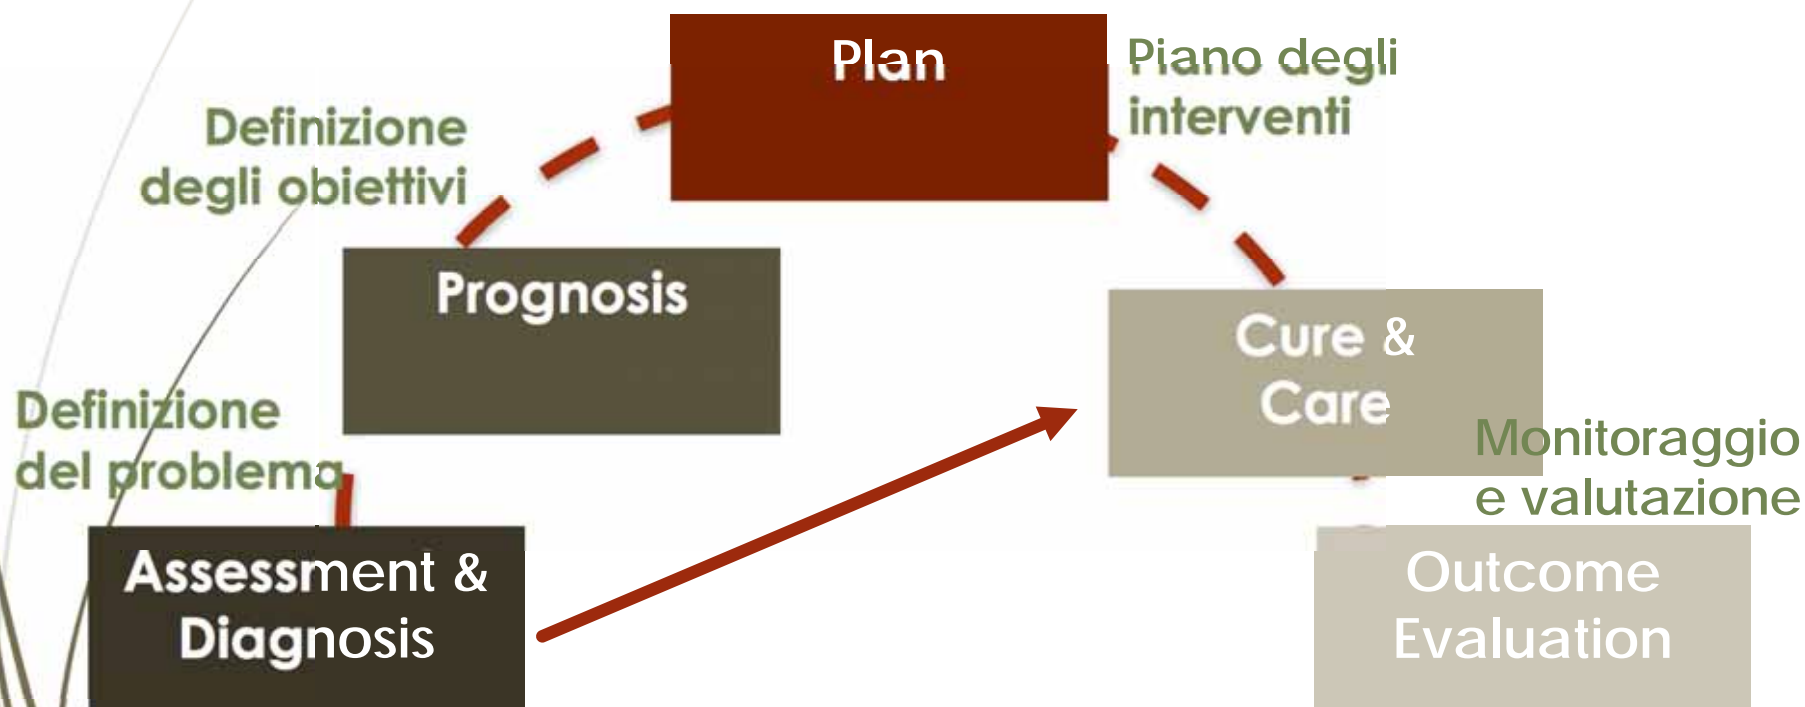 Plan
Piano degli
interventi
Definizione
degli obiettivi
Prognosis
Cure &
Care
Definizione
del problema
Monitoraggio
e valutazione
Assessment &
Diagnosis
Outcome
Evaluation